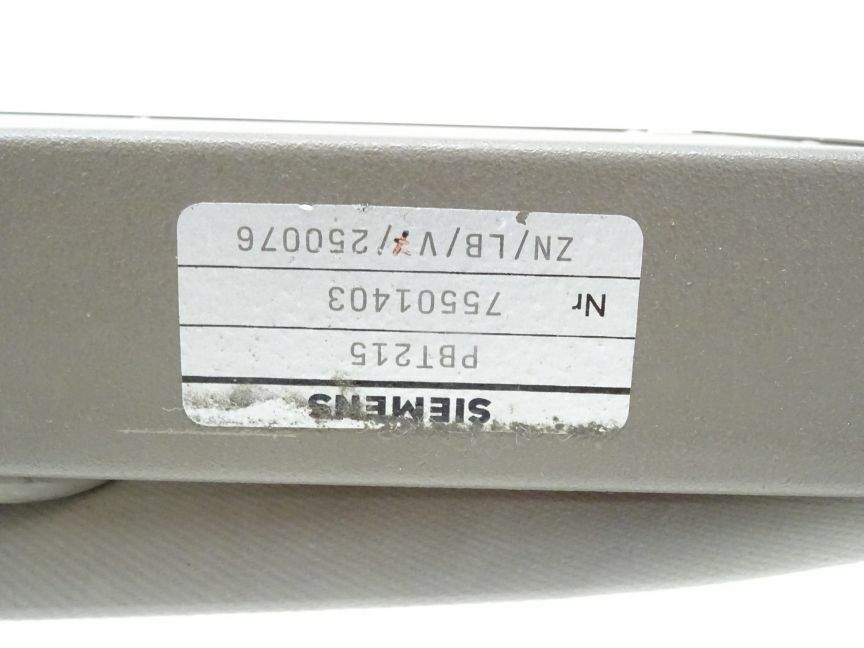 SIEMENS
PBT215
Nr 75501403
ZN/LB/V /250076